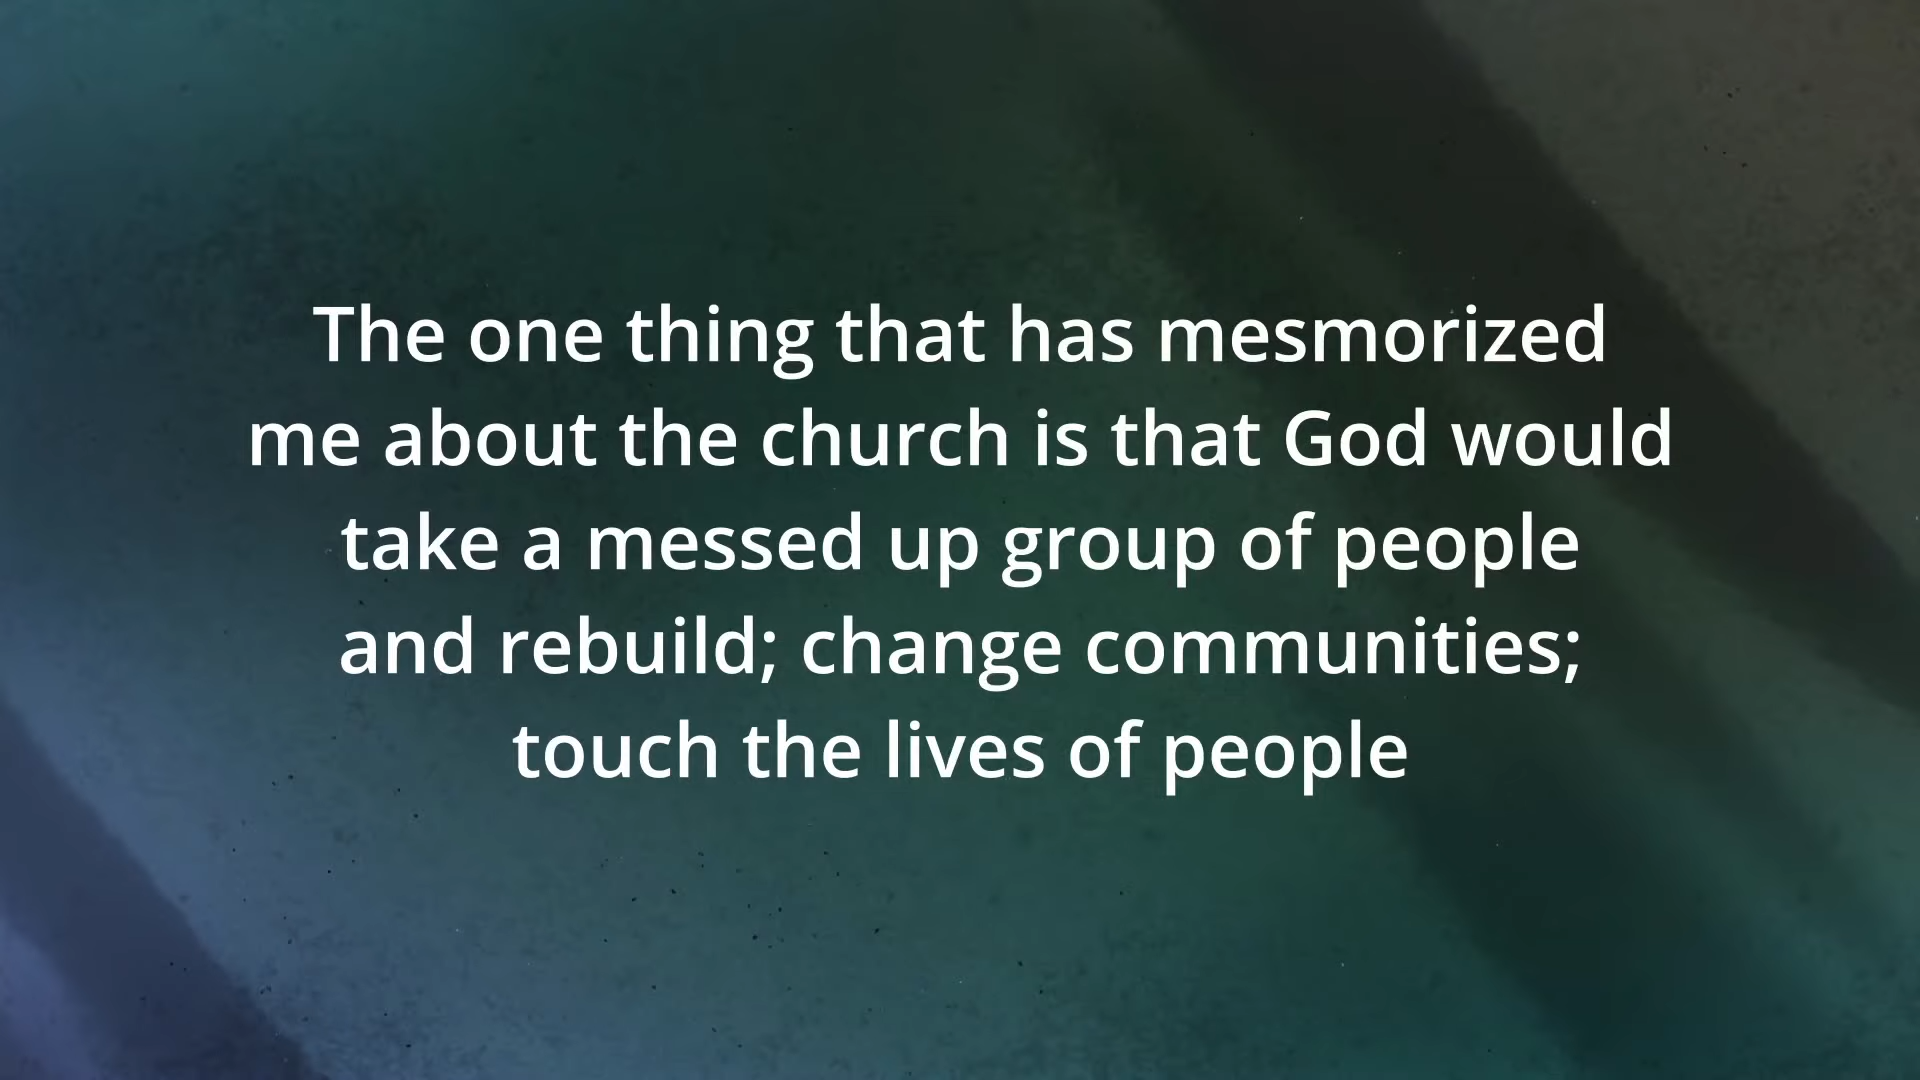 The one thing that has mesmorized
me about the church is that God would
take a messed up group of people
and rebuild; change communities;
touch the lives of people